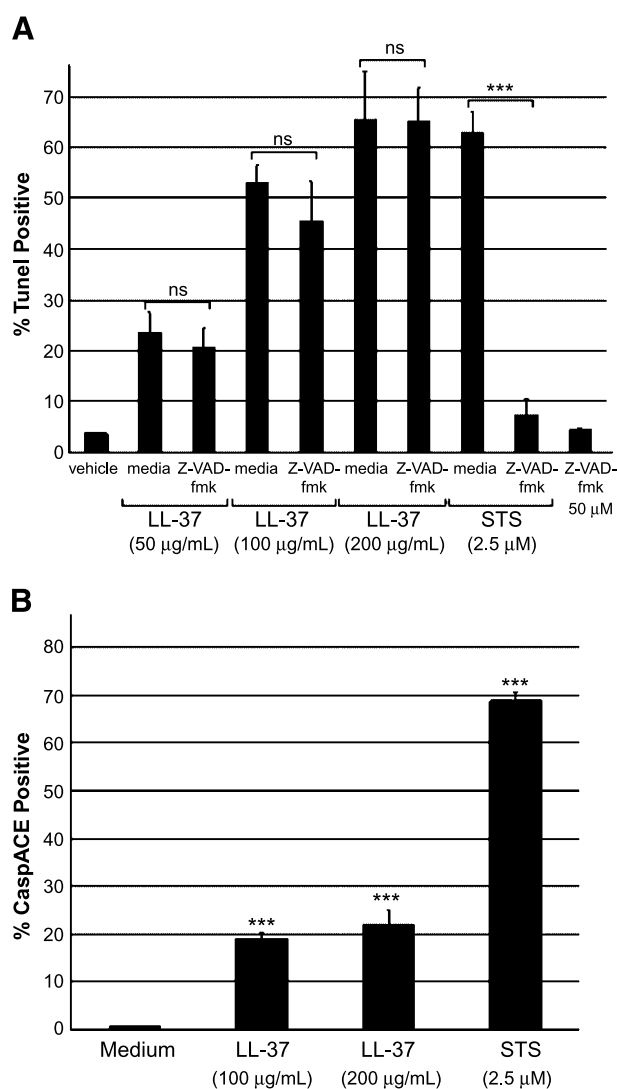 A
% Tunel Positive
70
60
50
40
30
20
10
0
ns
ns
ns
***
vehicle media Z-VAD- media Z-VAD- media Z-VAD- media Z-VAD- Z-VAD-
fmk fmk fmk fmk fmk
50 µM
LL-37 LL-37 LL-37 STS
(50 µg/mL) (100 µg/mL) (200 µg/mL) (2.5 µM)
B
% CaspACE Positive
80
70
60
50
40
30
20
10
0
***
***
***
Medium LL-37 LL-37 STS
(100 µg/mL) (200 µg/mL) (2.5 µM)